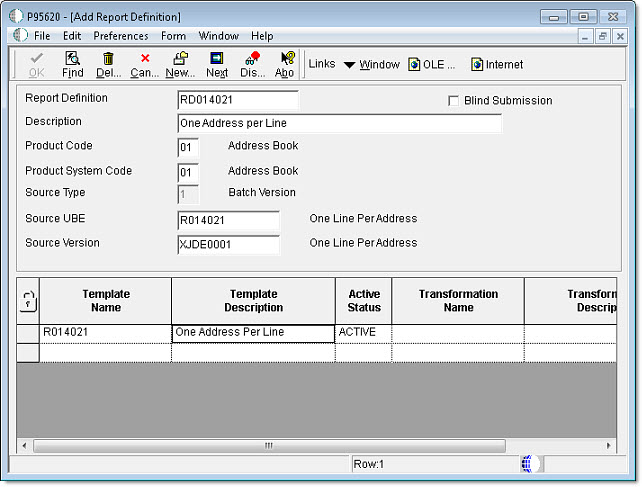 P95620 - [Add Report Definition]
File Edit Preferences Form Window Help
OK Find Del... Can... New... Next Dis... Abo Links Window OLE ... Internet
Report Definition RD014021 Blind Submission
Description One Address per Line
Product Code 01 Address Book
Product System Code 01 Address Book
Source Type 1 Batch Version
Source UBE R014021 One Line Per Address
Source Version XJDE0001 One Line Per Address
Template Name Template Description Active Status Transformation Name Transform Descrip
R014021 One Address Per Line ACTIVE
Row:1